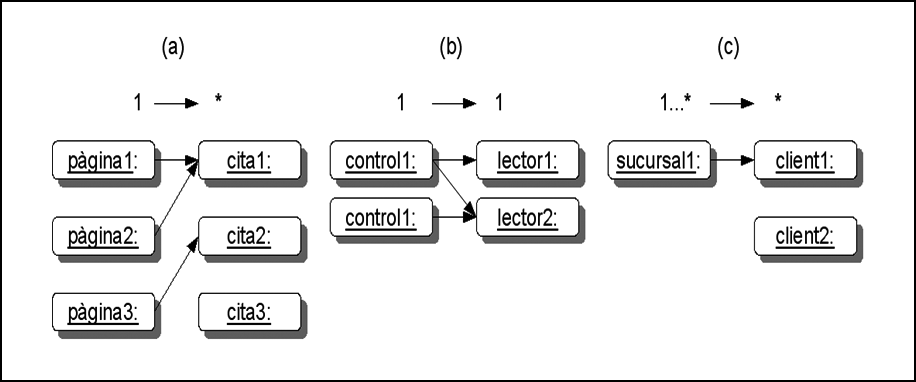 (a) (b) (c)
1 * 1 1 1...* *
pàgina1: cita1: control1: lector1: sucursal1: client1:
control1: lector2:
pàgina2: cita2: client2:
pàgina3: cita3: